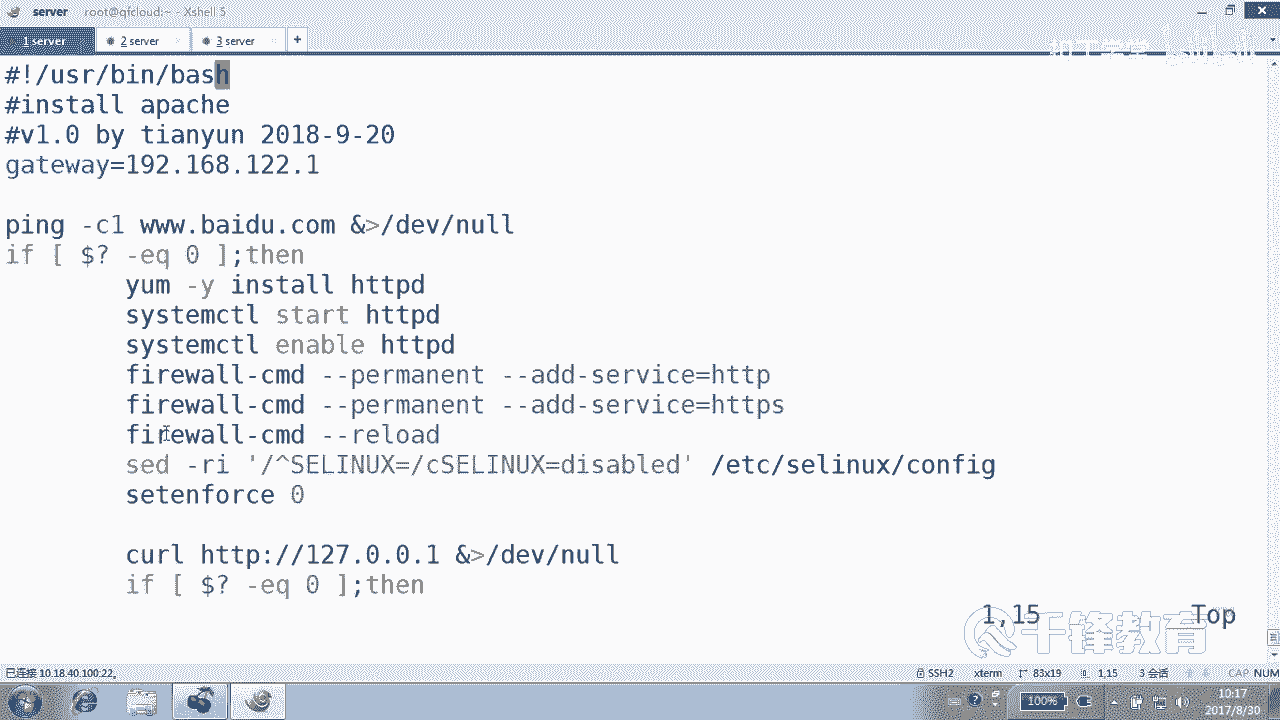 server root@qfcloud:~ - Xshell 5
1 server 2 server × 3 server × +
扣丁学堂
#!/usr/bin/bash
#install apache
#v1.0 by tianyun 2018-9-20
gateway=192.168.122.1
ping -c1 www.baidu.com &>/dev/null
if [ $? -eq 0 ];then
yum -y install httpd
systemctl start httpd
systemctl enable httpd
firewall-cmd --permanent --add-service=http
firewall-cmd --permanent --add-service=https
firewall-cmd --reload
sed -ri '/^SELINUX=/cSELINUX=disabled' /etc/selinux/config
setenforce 0
curl http://127.0.0.1 &>/dev/null
if [ $? -eq 0 ];then
1,15 Top
千锋教育
已连接 10.18.40.100:22。 SSH2 xterm 83x19 1,15 3 会话 CAP NUM
100% 10:17
2017/8/30